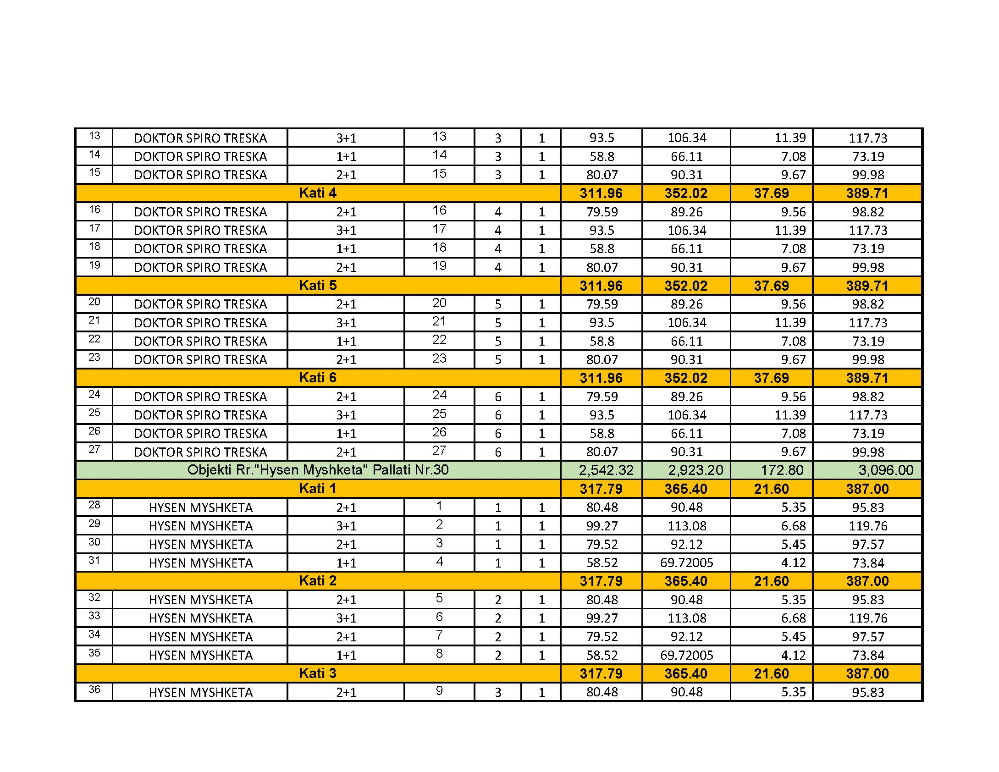 13 DOKTOR SPIRO TRESKA 3+1 13 3 1 93.5 106.34 11.39 117.73
14 DOKTOR SPIRO TRESKA 1+1 14 3 1 58.8 66.11 7.08 73.19
15 DOKTOR SPIRO TRESKA 2+1 15 3 1 80.07 90.31 9.67 99.98
Kati 4 311.96 352.02 37.69 389.71
16 DOKTOR SPIRO TRESKA 2+1 16 4 1 79.59 89.26 9.56 98.82
17 DOKTOR SPIRO TRESKA 3+1 17 4 1 93.5 106.34 11.39 117.73
18 DOKTOR SPIRO TRESKA 1+1 18 4 1 58.8 66.11 7.08 73.19
19 DOKTOR SPIRO TRESKA 2+1 19 4 1 80.07 90.31 9.67 99.98
Kati 5 311.96 352.02 37.69 389.71
20 DOKTOR SPIRO TRESKA 2+1 20 5 1 79.59 89.26 9.56 98.82
21 DOKTOR SPIRO TRESKA 3+1 21 5 1 93.5 106.34 11.39 117.73
22 DOKTOR SPIRO TRESKA 1+1 22 5 1 58.8 66.11 7.08 73.19
23 DOKTOR SPIRO TRESKA 2+1 23 5 1 80.07 90.31 9.67 99.98
Kati 6 311.96 352.02 37.69 389.71
24 DOKTOR SPIRO TRESKA 2+1 24 6 1 79.59 89.26 9.56 98.82
25 DOKTOR SPIRO TRESKA 3+1 25 6 1 93.5 106.34 11.39 117.73
26 DOKTOR SPIRO TRESKA 1+1 26 6 1 58.8 66.11 7.08 73.19
27 DOKTOR SPIRO TRESKA 2+1 27 6 1 80.07 90.31 9.67 99.98
Objekti Rr."Hysen Myshketa" Pallati Nr.30 2,542.32 2,923.20 172.80 3,096.00
Kati 1 317.79 365.40 21.60 387.00
28 HYSEN MYSHKETA 2+1 1 1 1 80.48 90.48 5.35 95.83
29 HYSEN MYSHKETA 3+1 2 1 1 99.27 113.08 6.68 119.76
30 HYSEN MYSHKETA 2+1 3 1 1 79.52 92.12 5.45 97.57
31 HYSEN MYSHKETA 1+1 4 1 1 58.52 69.72005 4.12 73.84
Kati 2 317.79 365.40 21.60 387.00
32 HYSEN MYSHKETA 2+1 5 2 1 80.48 90.48 5.35 95.83
33 HYSEN MYSHKETA 3+1 6 2 1 99.27 113.08 6.68 119.76
34 HYSEN MYSHKETA 2+1 7 2 1 79.52 92.12 5.45 97.57
35 HYSEN MYSHKETA 1+1 8 2 1 58.52 69.72005 4.12 73.84
Kati 3 317.79 365.40 21.60 387.00
36 HYSEN MYSHKETA 2+1 9 3 1 80.48 90.48 5.35 95.83